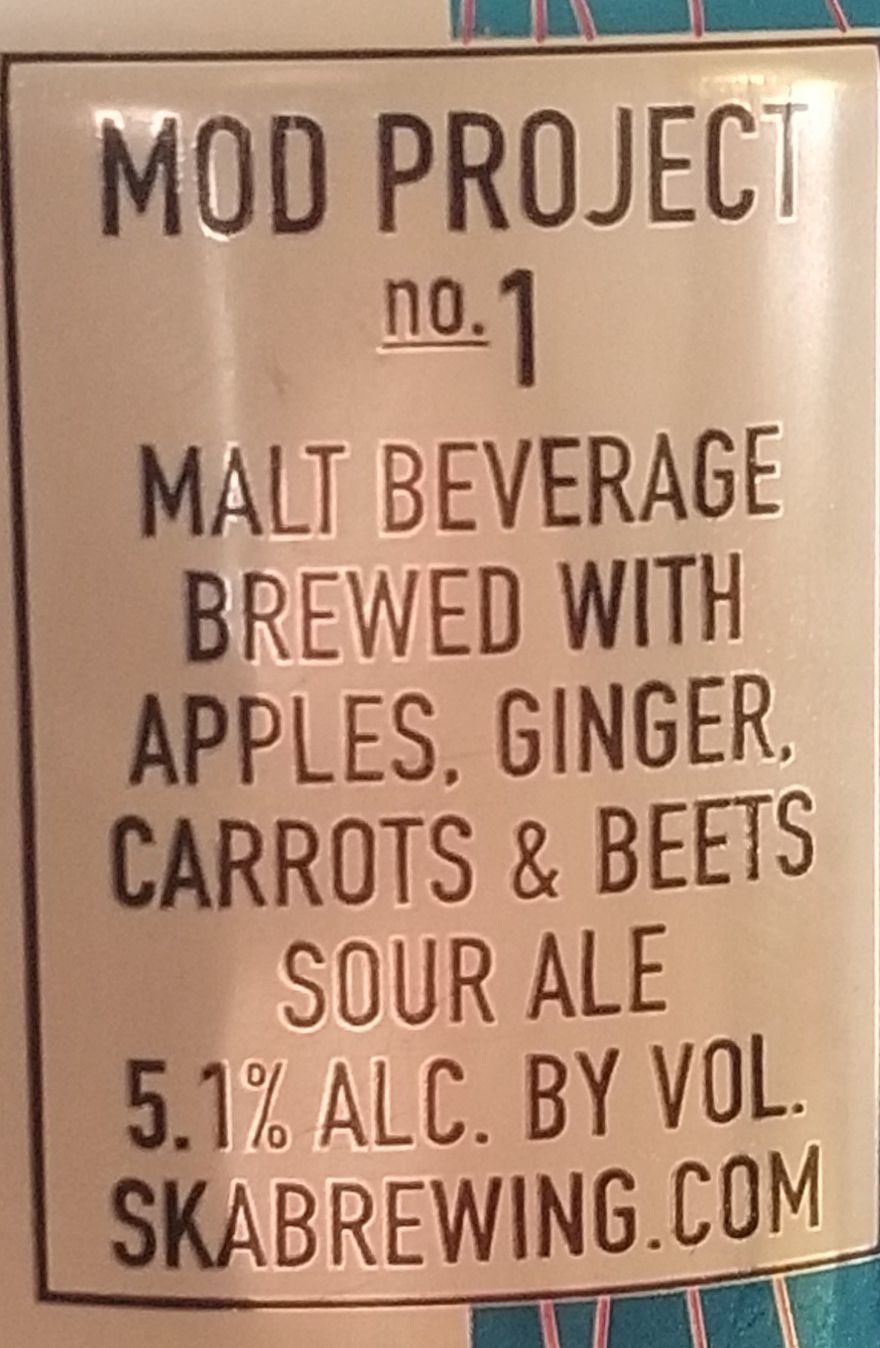 MOD PROJECT
no. 1
MALT BEVERAGE
BREWED WITH
APPLES, GINGER,
CARROTS & BEETS
SOUR ALE
5.1% ALC. BY VOL.
SKABREWING.COM